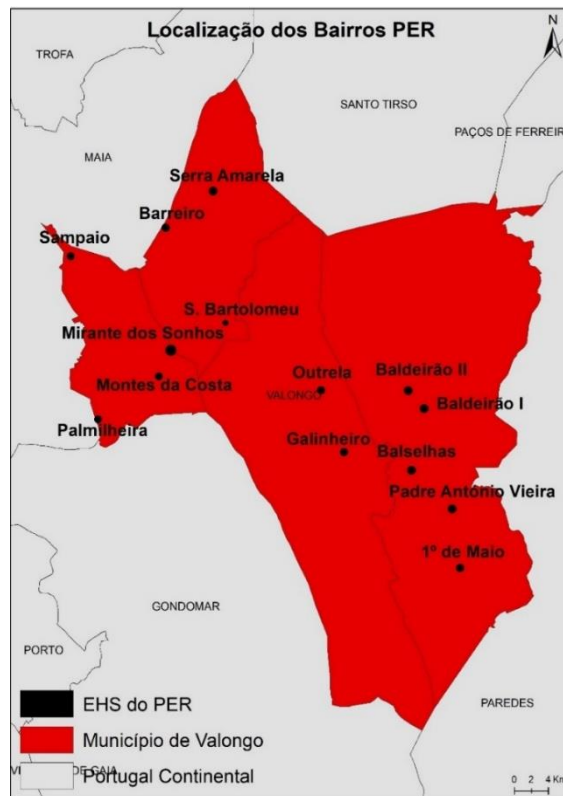 Localização dos Bairros PER
N
TROFA
SANTO TIRSO
PAÇOS DE FERREIR
MAIA
Serra Amarela
Barreiro
Sampaio
S. Bartolomeu
Mirante dos Sonhos
Montes da Costa
Outrela
Baldeirão II
VALONGO
Baldeirão I
Palmilheira
Galinheiro
Balselhas
Padre António Vieira
1º de Maio
GONDOMAR
PORTO
PAREDES
EHS do PER
Município de Valongo
DE GAIA
Portugal Continental
0 2 4 Km